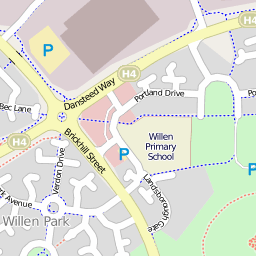 P
H4
H4
Dansteed Way
Portland Drive
Bec Lane
Willen
Primary
School
H4
Brickhill Street
P
P
Verdon Drive
Landsborough Gate
Avenue
Willen Park